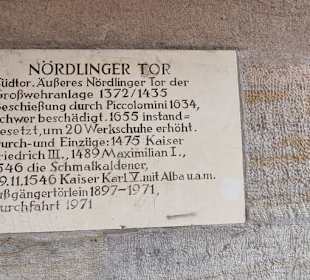 NÖRDLINGER TOR
Südtor. Äußeres Nördlinger Tor der
Großwehranlage 1372/1435
Beschießung durch Piccolomini 1634,
schwer beschädigt. 1655 instand=
gesetzt, um 20 Werkschuhe erhöht.
Durch- und Einzüge: 1475 Kaiser
Friedrich III., 1489 Maximilian I.,
1546 die Schmalkaldener,
9.11.1546 Kaiser Karl V. mit Alba u.a.m.
Fußgängertörlein 1897-1971,
Durchfahrt 1971